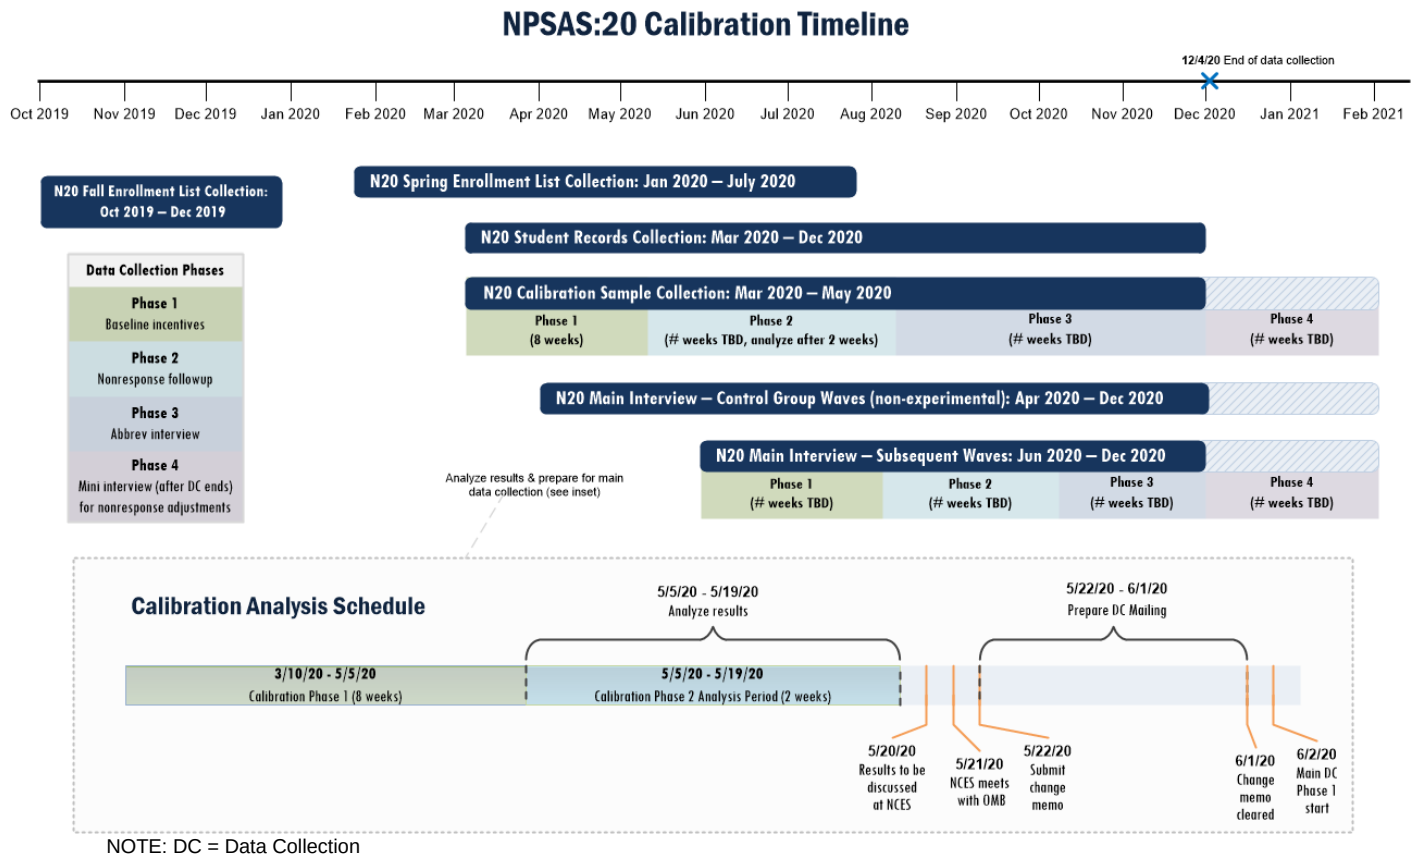 NPSAS:20 Calibration Timeline
12/4/20 End of data collection
Oct 2019 Nov 2019 Dec 2019 Jan 2020 Feb 2020 Mar 2020 Apr 2020 May 2020 Jun 2020 Jul 2020 Aug 2020 Sep 2020 Oct 2020 Nov 2020 Dec 2020 Jan 2021 Feb 2021
N20 Fall Enrollment List Collection:
Oct 2019 – Dec 2019
N20 Spring Enrollment List Collection: Jan 2020 – July 2020
N20 Student Records Collection: Mar 2020 – Dec 2020
Data Collection Phases
Phase 1
Baseline incentives
Phase 2
Nonresponse followup
Phase 3
Abbrev interview
Phase 4
Mini interview (after DC ends)
for nonresponse adjustments
N20 Calibration Sample Collection: Mar 2020 – May 2020
Phase 1
(8 weeks)
Phase 2
(# weeks TBD, analyze after 2 weeks)
Phase 3
(# weeks TBD)
Phase 4
(# weeks TBD)
N20 Main Interview – Control Group Waves (non-experimental): Apr 2020 – Dec 2020
N20 Main Interview – Subsequent Waves: Jun 2020 – Dec 2020
Phase 1
(# weeks TBD)
Phase 2
(# weeks TBD)
Phase 3
(# weeks TBD)
Phase 4
(# weeks TBD)
Analyze results & prepare for main
data collection (see inset)
Calibration Analysis Schedule
5/5/20 - 5/19/20
Analyze results
5/22/20 - 6/1/20
Prepare DC Mailing
3/10/20 - 5/5/20
Calibration Phase 1 (8 weeks)
5/5/20 - 5/19/20
Calibration Phase 2 Analysis Period (2 weeks)
5/20/20
Results to be
discussed
at NCES
5/21/20
NCES meets
with OMB
5/22/20
Submit
change
memo
6/1/20
Change
memo
cleared
6/2/20
Main DC
Phase 1
start
NOTE: DC = Data Collection